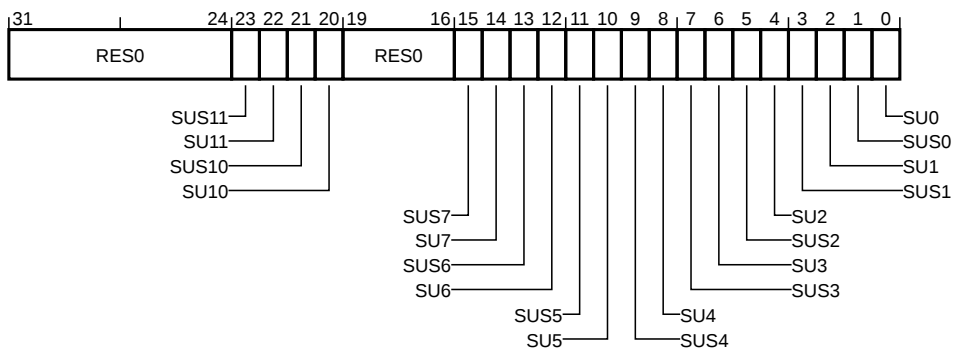 31 24 23 22 21 20 19 16 15 14 13 12 11 10 9 8 7 6 5 4 3 2 1 0
RES0 RES0
SUS11 SU0
SU11 SUS0
SUS10 SU1
SU10 SUS1
SUS7 SU2
SU7 SUS2
SUS6 SU3
SU6 SUS3
SUS5 SU4
SU5 SUS4